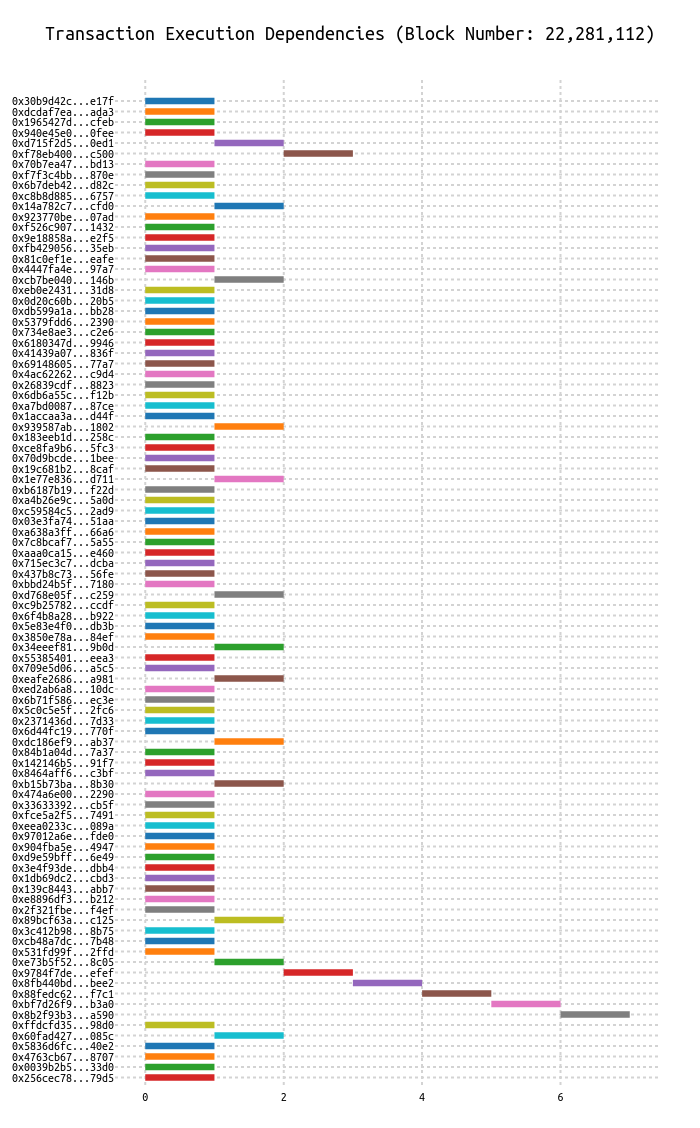 Transaction Execution Dependencies (Block Number: 22,281,112)
0x30b9d42c...e17f
0xdcdaf7ea...ada3
0x1965427d...cfeb
0x940e45e0...0fee
0xd715f2d5...0ed1
0xf78eb400...c500
0x70b7ea47...bd13
0xf7f3c4bb...870e
0x6b7deb42...d82c
0xc8b8d885...6757
0x14a782c7...cfd0
0x923770be...07ad
0xf526c907...1432
0x9e18858a...e2f5
0xfb429056...35eb
0x81c0ef1e...eafe
0x4447fa4e...97a7
0xcb7be040...146b
0xeb0e2431...31d8
0x0d20c60b...20b5
0xdb599a1a...bb28
0x5379fdd6...2390
0x734e8ae3...c2e6
0x6180347d...9946
0x41439a07...836f
0x69148605...77a7
0x4ac62262...c9d4
0x26839cdf...8823
0x6db6a55c...f12b
0xa7bd0087...87ce
0x1accaa3a...d44f
0x939587ab...1802
0x183eeb1d...258c
0xce8fa9b6...5fc3
0x70d9bcde...1bee
0x19c681b2...8caf
0x1e77e836...d711
0xb6187b19...f22d
0xa4b26e9c...5a0d
0xc59584c5...2ad9
0x03e3fa74...51aa
0xa638a3ff...66a6
0x7c8bcaf7...5a55
0xaaa0ca15...e460
0x715ec3c7...dcba
0x437b8c73...56fe
0xbbd24b5f...7180
0xd768e05f...c259
0xc9b25782...ccdf
0x6f4b8a28...b922
0x5e83e4f0...db3b
0x3850e78a...84ef
0x34eeef81...9b0d
0x55385401...eea3
0x709e5d06...a5c5
0xeafe2686...a981
0xed2ab6a8...10dc
0x6b71f586...ec3e
0x5c0c5e5f...2fc6
0x2371436d...7d33
0x6d44fc19...770f
0xdc186ef9...ab37
0x84b1a04d...7a37
0x142146b5...91f7
0x8464aff6...c3bf
0xb15b73ba...8b30
0x474a6e00...2290
0x33633392...cb5f
0xfce5a2f5...7491
0xeea0233c...089a
0x97012a6e...fde0
0x904fba5e...4947
0xd9e59bff...6e49
0x3e4f93de...dbb4
0x1db69dc2...cbd3
0x139c8443...abb7
0xe8896df3...b212
0x2f321fbe...f4ef
0x89bcf63a...c125
0x3c412b98...8b75
0xcb48a7dc...7b48
0x531fd99f...2ffd
0xe73b5f52...8c05
0x9784f7de...efef
0x8fb440bd...bee2
0x88fedc62...f7c1
0xbf7d26f9...b3a0
0x8b2f93b3...a590
0xffdcfd35...98d0
0x60fad427...085c
0x5836d6fc...40e2
0x4763cb67...8707
0x0039b2b5...33d0
0x256cec78...79d5
0 2 4 6